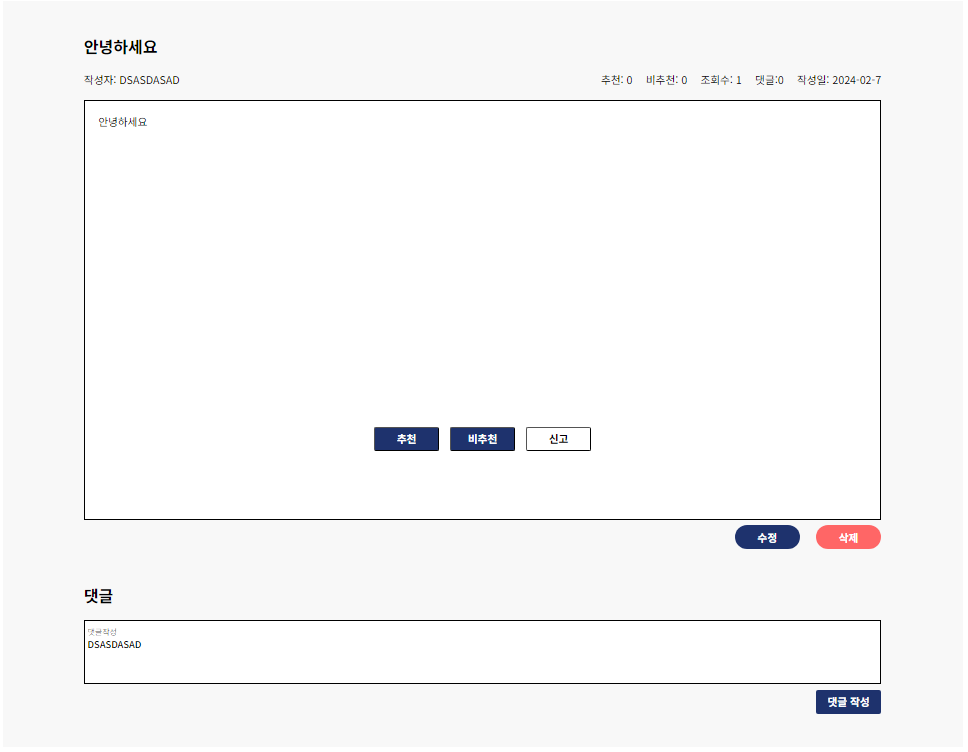 안녕하세요
작성자: DSASDASAD 추천: 0 비추천: 0 조회수: 1 댓글:0 작성일: 2024-02-7
안녕하세요
추천 비추천 신고
수정 삭제
댓글
댓글작성
DSASDASAD
댓글 작성